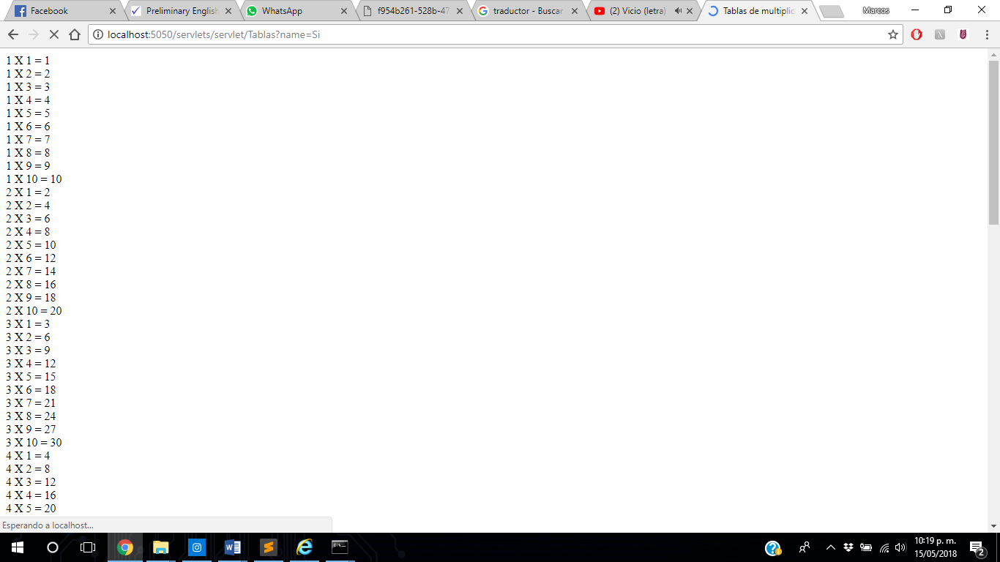 Facebook
Preliminary English
WhatsApp
f954b261-528b-47
traductor - Buscar
(2) Vicio (letra)
Tablas de multiplic
Marcos
localhost:5050/servlets/servlet/Tablas?name=Si
1 X 1 = 1
1 X 2 = 2
1 X 3 = 3
1 X 4 = 4
1 X 5 = 5
1 X 6 = 6
1 X 7 = 7
1 X 8 = 8
1 X 9 = 9
1 X 10 = 10
2 X 1 = 2
2 X 2 = 4
2 X 3 = 6
2 X 4 = 8
2 X 5 = 10
2 X 6 = 12
2 X 7 = 14
2 X 8 = 16
2 X 9 = 18
2 X 10 = 20
3 X 1 = 3
3 X 2 = 6
3 X 3 = 9
3 X 4 = 12
3 X 5 = 15
3 X 6 = 18
3 X 7 = 21
3 X 8 = 24
3 X 9 = 27
3 X 10 = 30
4 X 1 = 4
4 X 2 = 8
4 X 3 = 12
4 X 4 = 16
4 X 5 = 20
Esperando a localhost...
10:19 p. m.
15/05/2018
2